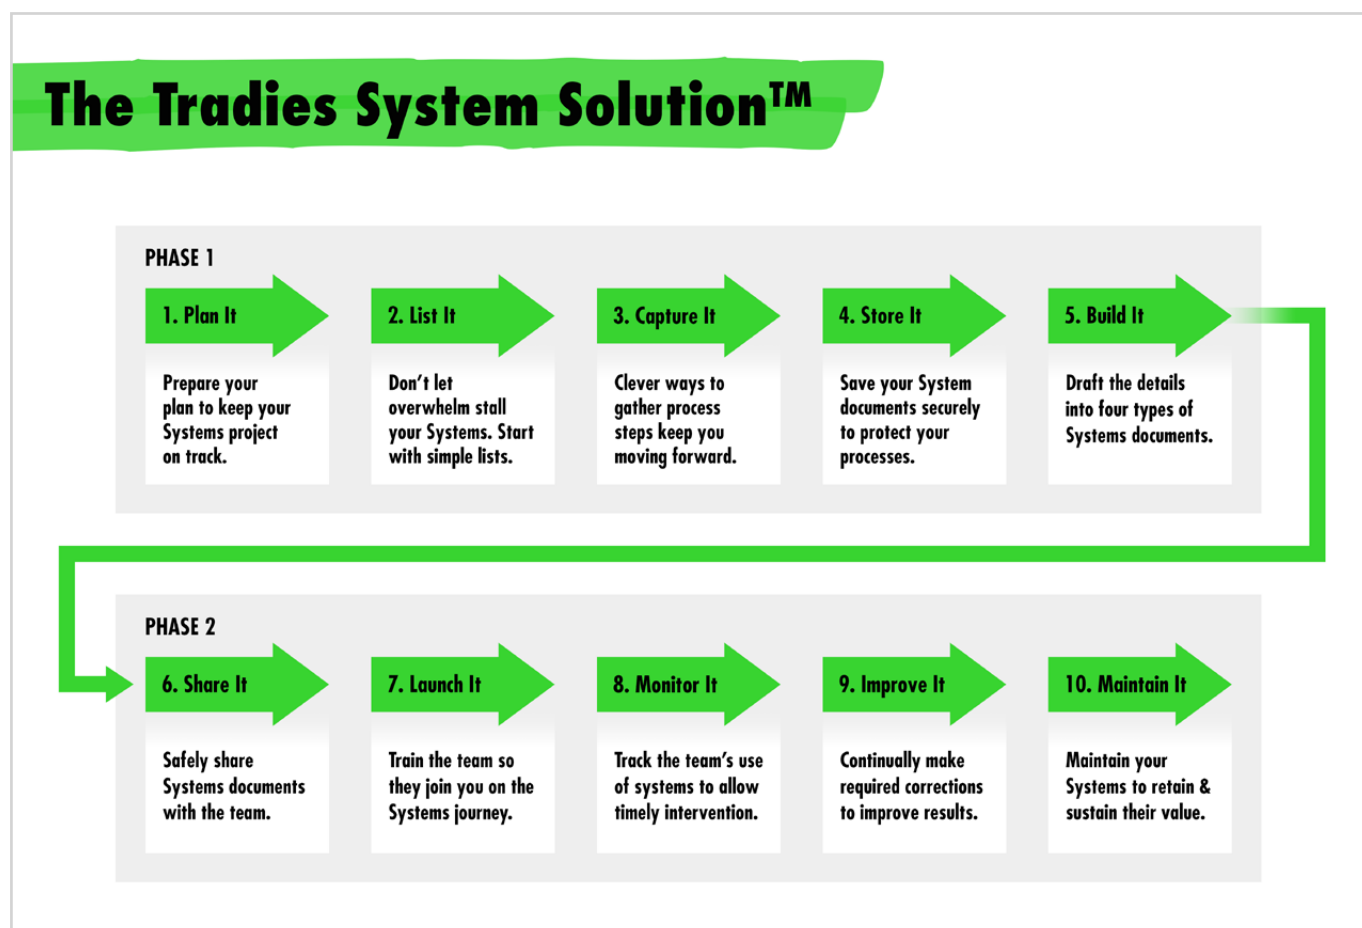 The Tradies System Solution™
PHASE 1
1. Plan It
Prepare your
plan to keep your
Systems project
on track.
2. List It
Don't let
overwhelm stall
your Systems. Start
with simple lists.
3. Capture It
Clever ways to
gather process
steps keep you
moving forward.
4. Store It
Save your System
documents securely
to protect your
processes.
5. Build It
Draft the details
into four types of
Systems documents.
PHASE 2
6. Share It
Safely share
Systems documents
with the team.
7. Launch It
Train the team so
they join you on the
Systems journey.
8. Monitor It
Track the team's use
of systems to allow
timely intervention.
9. Improve It
Continually make
required corrections
to improve results.
10. Maintain It
Maintain your
Systems to retain &
sustain their value.